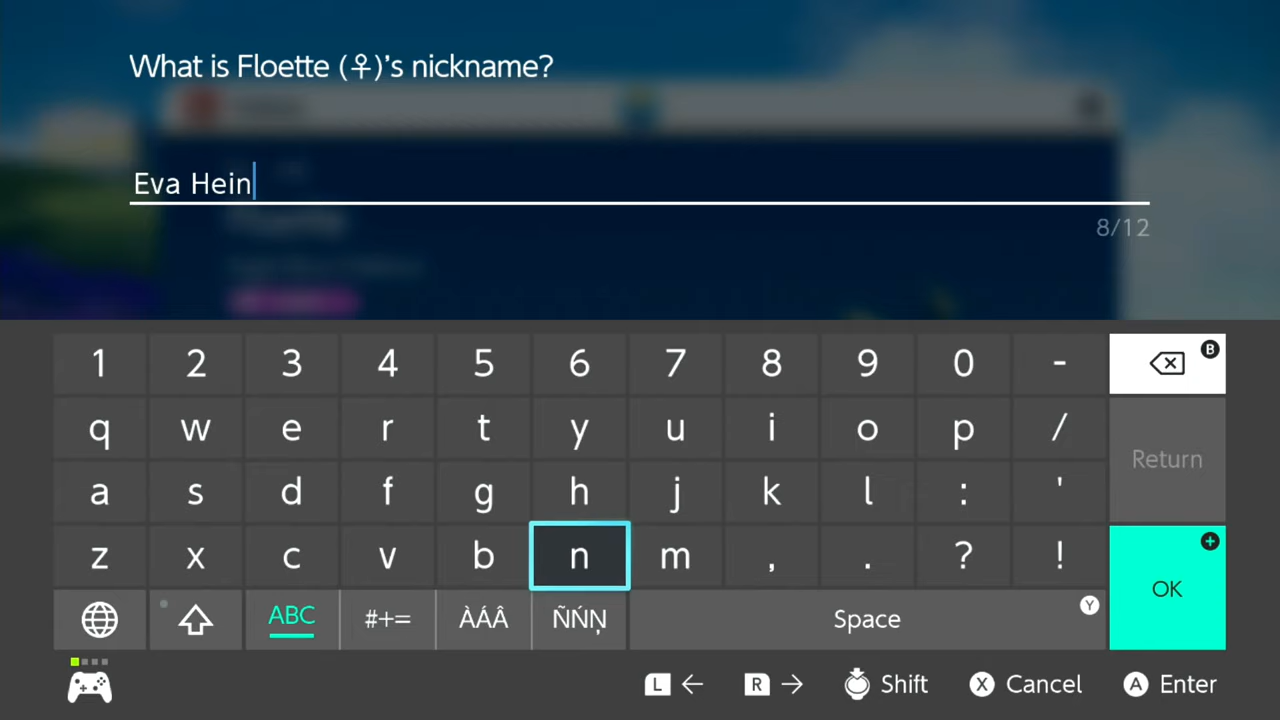 What is Floette (♀)'s nickname?
Eva Hein
8/12
1 2 3 4 5 6 7 8 9 0 - B
q w e r t y u i o p /
Return
a s d f g h j k l : '
z x c v b n m , . ? ! +
OK
ABC #+= ÀÁÂ ÑŃŅ Space Y
L ← R → Shift X Cancel A Enter